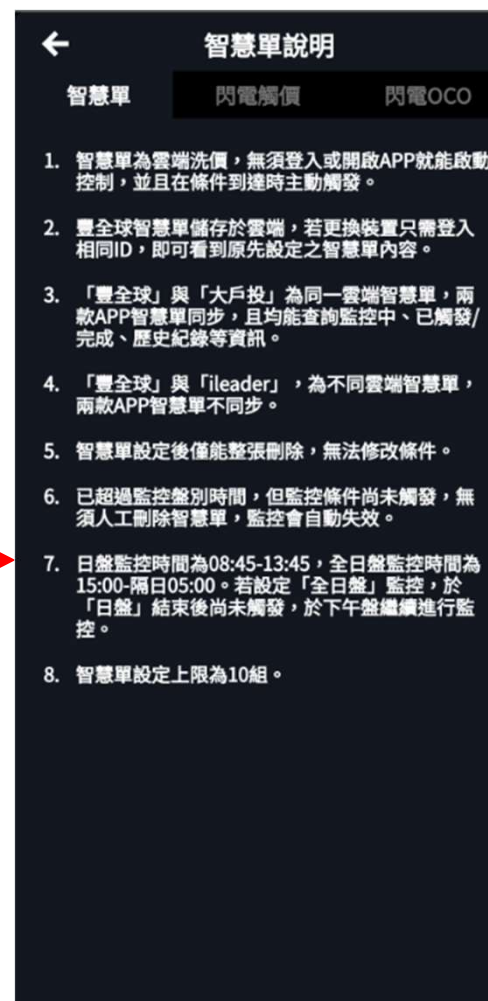 智慧單說明
智慧單 閃電觸價 閃電OCO
1. 智慧單為雲端洗價，無須登入或開啟APP就能啟動
控制，並且在條件到達時主動觸發。
2. 豐全球智慧單儲存於雲端，若更換裝置只需登入
相同ID，即可看到原先設定之智慧單內容。
3. 「豐全球」與「大戶投」為同一雲端智慧單，兩
款APP智慧單同步，且均能查詢監控中、已觸發/
完成、歷史紀錄等資訊。
4. 「豐全球」與「ileader」，為不同雲端智慧單，
兩款APP智慧單不同步。
5. 智慧單設定後僅能整張刪除，無法修改條件。
6. 已超過監控盤別時間，但監控條件尚未觸發，無
須人工刪除智慧單，監控會自動失效。
7. 日盤監控時間為08:45-13:45，全日盤監控時間為
15:00-隔日05:00。若設定「全日盤」監控，於
「日盤」結束後尚未觸發，於下午盤繼續進行監
控。
8. 智慧單設定上限為10組。